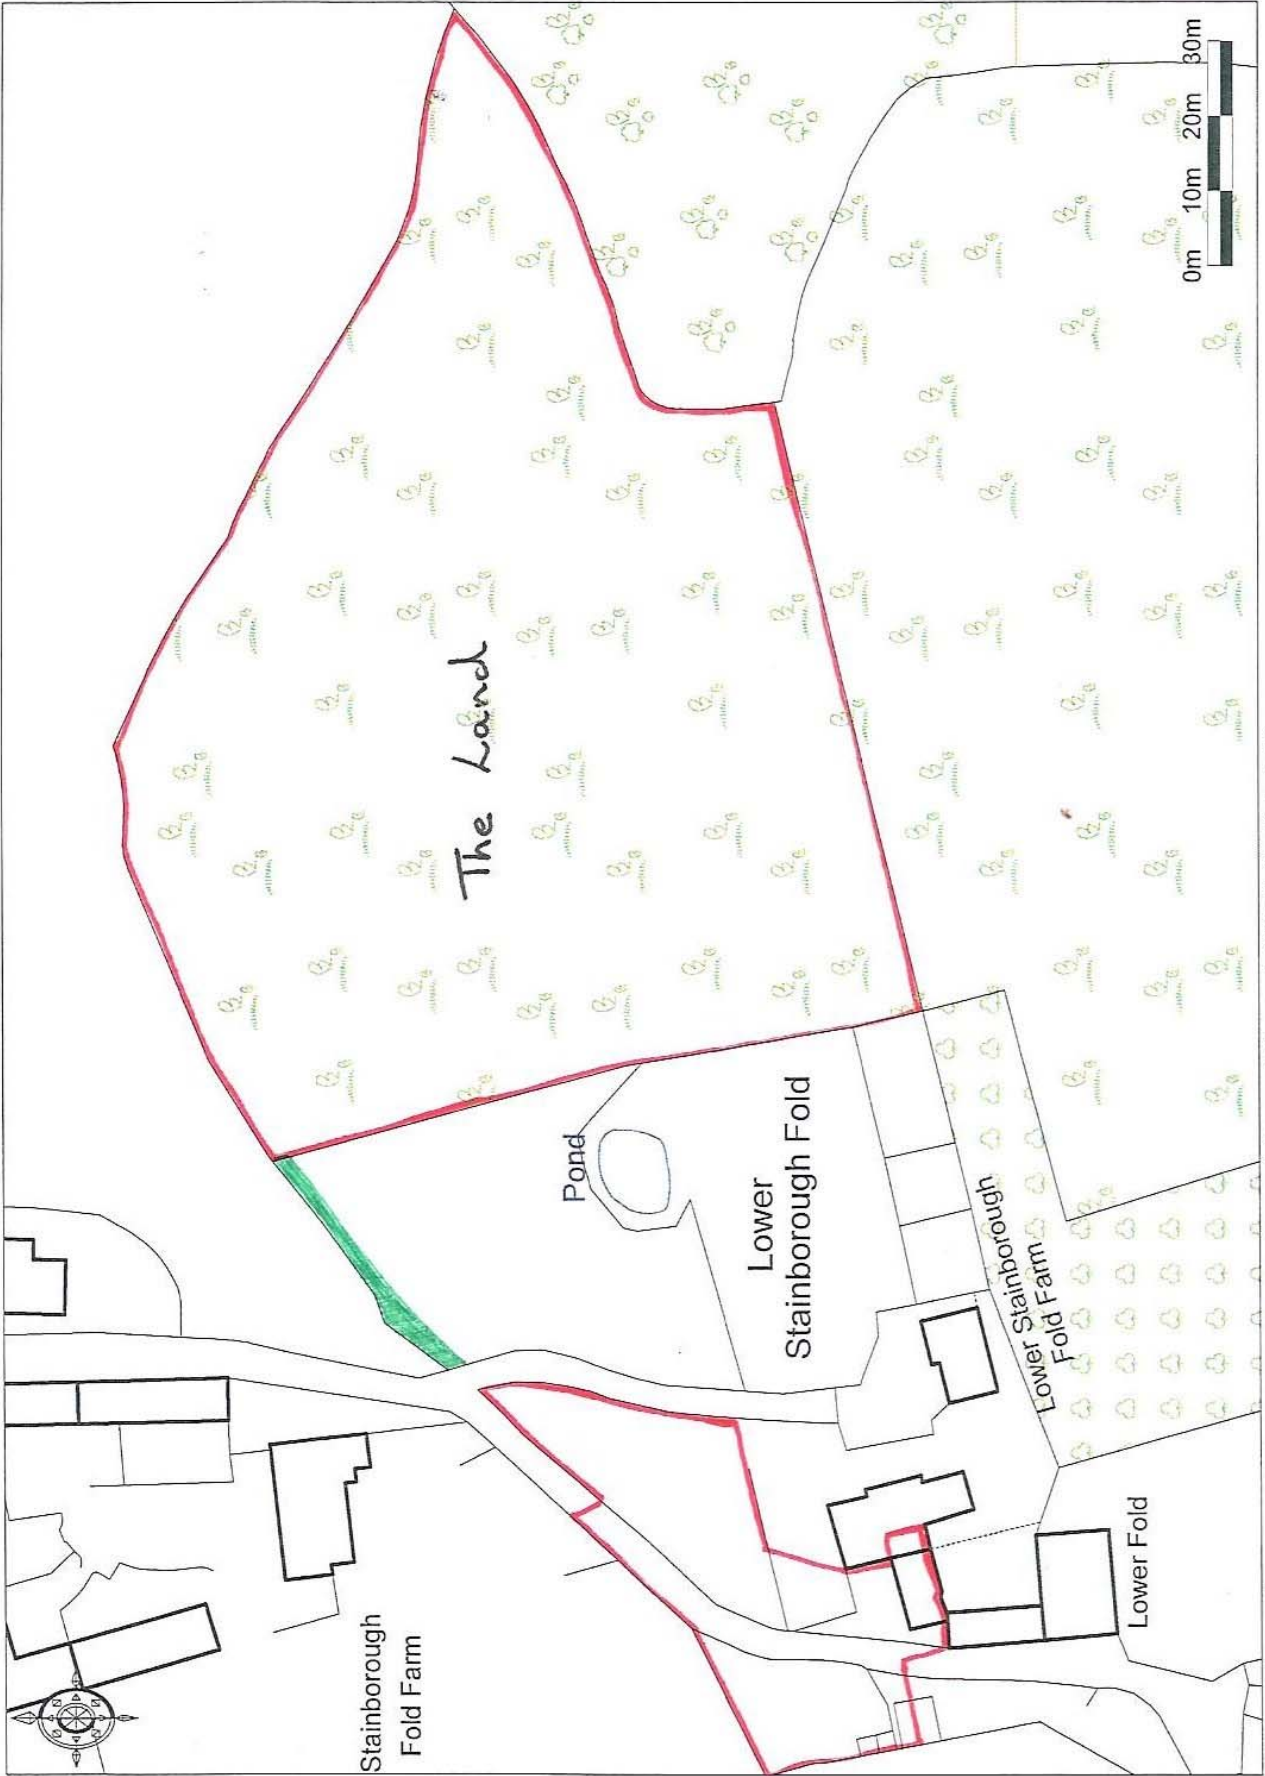 The Land
Pond
Lower
Stainborough Fold
Lower Stainborough
Fold Farm
Stainborough
Fold Farm
Lower Fold
0m 10m 20m 30m